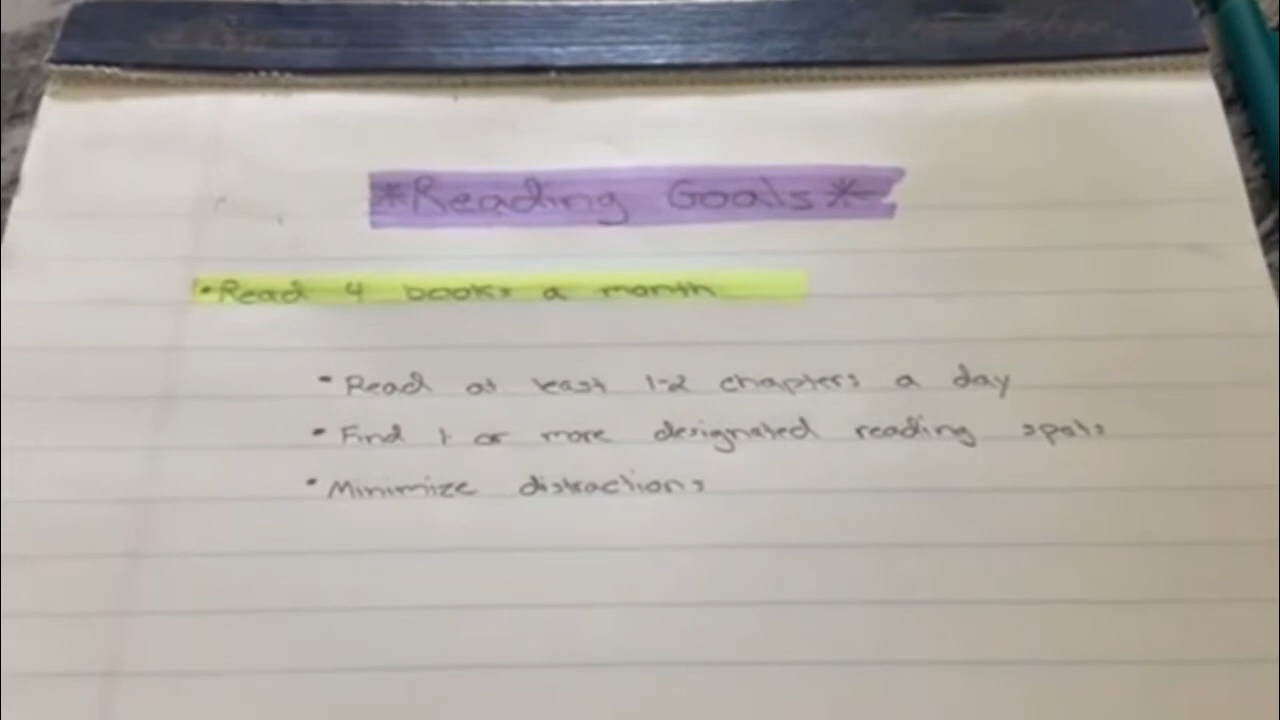 *Reading Goals*
•Read 4 books a month
•Read at least 1-2 chapters a day
•Find 1 or more designated reading spots
•Minimize distractions